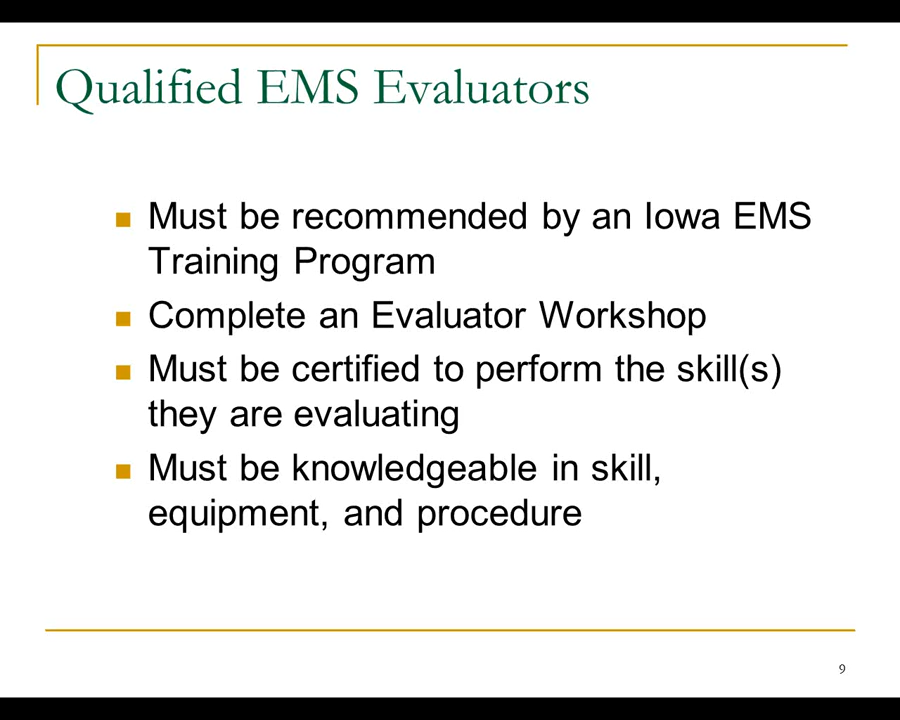 Qualified EMS Evaluators
Must be recommended by an Iowa EMS
Training Program
Complete an Evaluator Workshop
Must be certified to perform the skill(s)
they are evaluating
Must be knowledgeable in skill,
equipment, and procedure
9